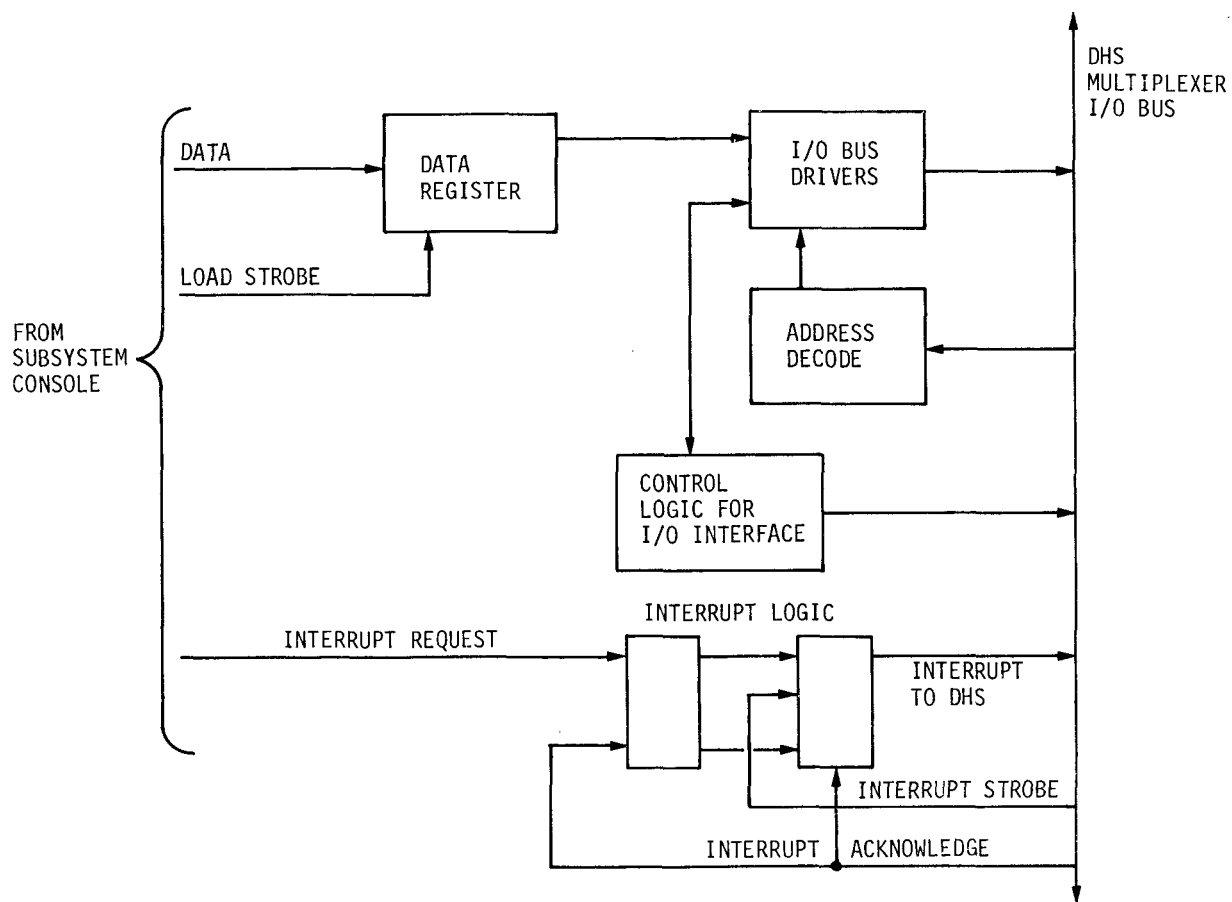 DHS
MULTIPLEXER
I/O BUS
DATA
DATA
REGISTER
I/O BUS
DRIVERS
LOAD STROBE
FROM
SUBSYSTEM
CONSOLE
ADDRESS
DECODE
CONTROL
LOGIC FOR
I/O INTERFACE
INTERRUPT LOGIC
INTERRUPT REQUEST
INTERRUPT
TO DHS
INTERRUPT STROBE
INTERRUPT ACKNOWLEDGE